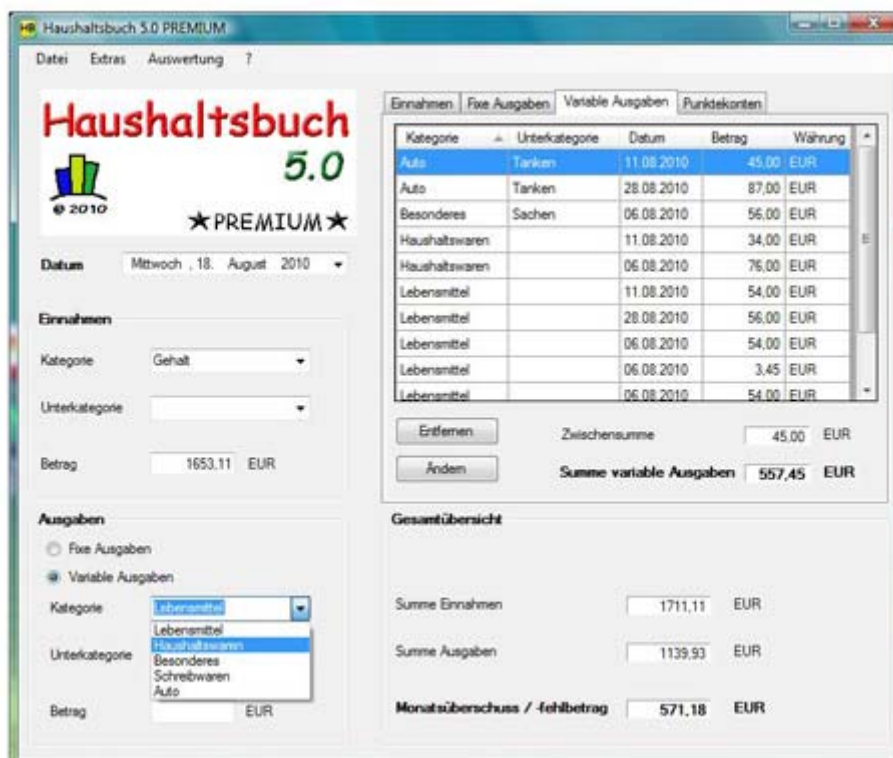 HB Haushaltsbuch 5.0 PREMIUM
Datei Extras Auswertung ?
Haushaltsbuch
5.0
© 2010
★PREMIUM★
Datum Mittwoch , 18. August 2010
Einnahmen
Kategorie Gehalt
Unterkategorie
Betrag 1653,11 EUR
Ausgaben
Fixe Ausgaben
Variable Ausgaben
Kategorie Lebensmittel
Lebensmittel
Haushaltswaren
Besonderes
Schreibwaren
Auto
Unterkategorie
Betrag EUR
Einnahmen Fixe Ausgaben Variable Ausgaben Punktekonten
Kategorie Unterkategorie Datum Betrag Währung
Auto Tanken 11.08.2010 45,00 EUR
Auto Tanken 28.08.2010 87,00 EUR
Besonderes Sachen 06.08.2010 56,00 EUR
Haushaltswaren 11.08.2010 34,00 EUR
Haushaltswaren 06.08.2010 76,00 EUR
Lebensmittel 11.08.2010 54,00 EUR
Lebensmittel 28.08.2010 56,00 EUR
Lebensmittel 06.08.2010 54,00 EUR
Lebensmittel 06.08.2010 3,45 EUR
Lebensmittel 06.08.2010 54,00 EUR
Entfernen Zwischensumme 45,00 EUR
Ändern Summe variable Ausgaben 557,45 EUR
Gesamtübersicht
Summe Einnahmen 1711,11 EUR
Summe Ausgaben 1139,93 EUR
Monatsüberschuss / -fehlbetrag 571,18 EUR